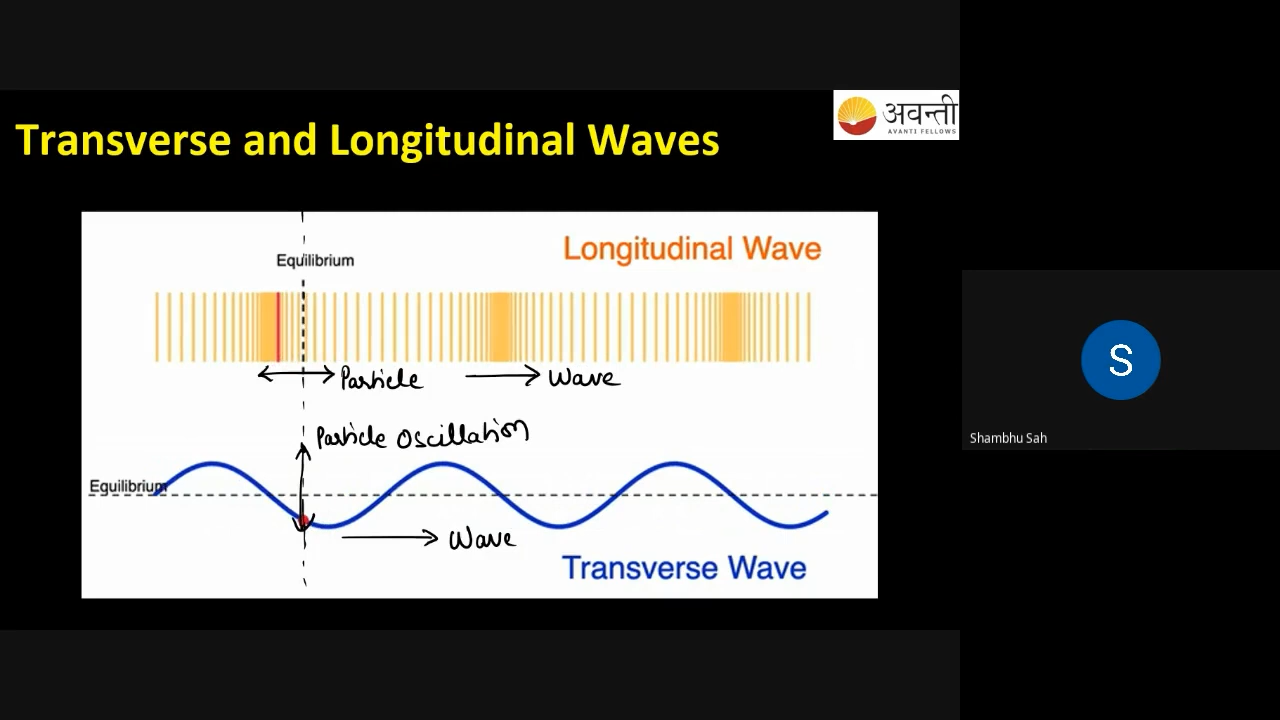 Transverse and Longitudinal Waves
अवन्ती
AVANTI FELLOWS
Longitudinal Wave
Equilibrium
Particle
Wave
Particle Oscillation
Equilibrium
Wave
Transverse Wave
S
Shambhu Sah